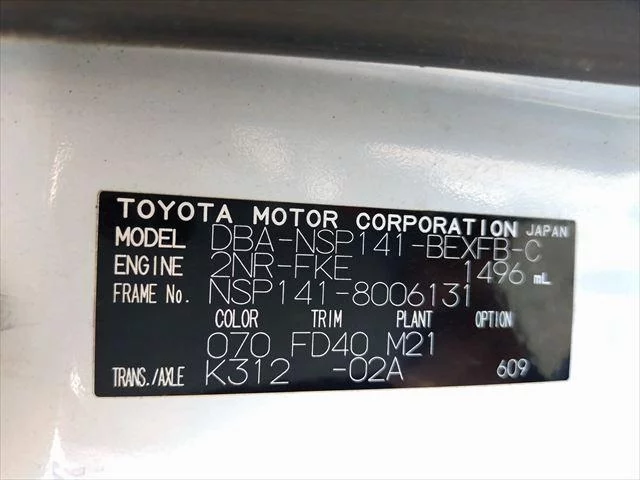 TOYOTA MOTOR CORPORATION JAPAN
MODEL DBA-NSP141-BEXFB-C
ENGINE 2NR-FKE 1496 mL
FRAME No. NSP141-8006131
COLOR TRIM PLANT OPTION
070 FD40 M21
TRANS./AXLE K312 -02A 609